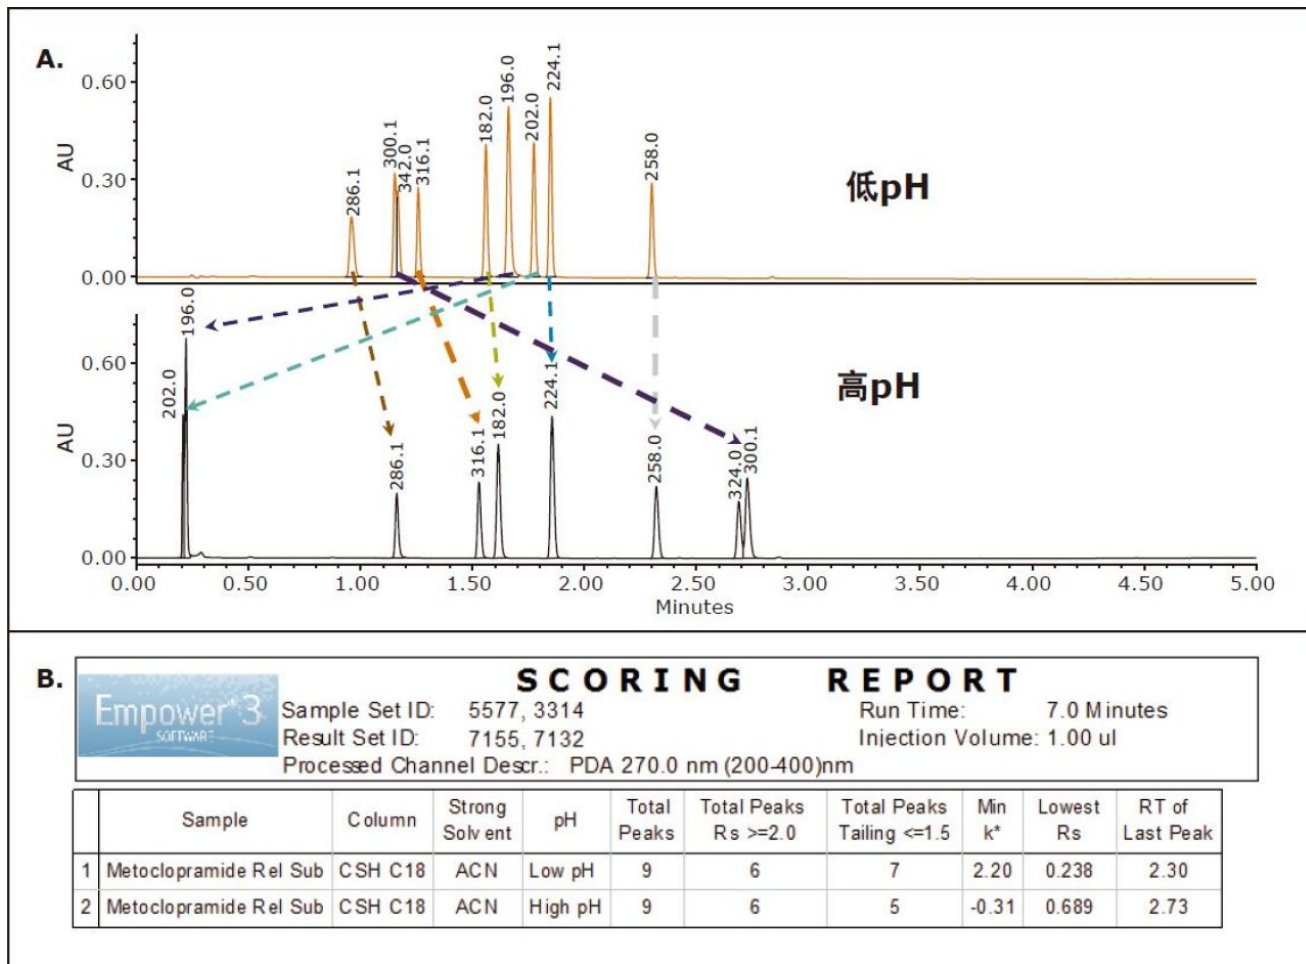 A.
AU
0.60
0.30
0.00
286.1
300.1
342.0
316.1
182.0
196.0
202.0
224.1
258.0
低pH
AU
0.60
0.30
0.00
202.0
196.0
286.1
316.1
182.0
224.1
258.0
324.0
300.1
高pH
0.00 0.50 1.00 1.50 2.00 2.50 3.00 3.50 4.00 4.50 5.00
Minutes
B.
Empower®3
SOFTWARE
SCORING REPORT
Sample Set ID: 5577, 3314 Run Time: 7.0 Minutes
Result Set ID: 7155, 7132 Injection Volume: 1.00 ul
Processed Channel Descr.: PDA 270.0 nm (200-400)nm
Sample Column Strong Solvent pH Total Peaks Total Peaks Rs >=2.0 Total Peaks Tailing <=1.5 Min k* Lowest Rs RT of Last Peak
1 Metoclopramide Rel Sub CSH C18 ACN Low pH 9 6 7 2.20 0.238 2.30
2 Metoclopramide Rel Sub CSH C18 ACN High pH 9 6 5 -0.31 0.689 2.73